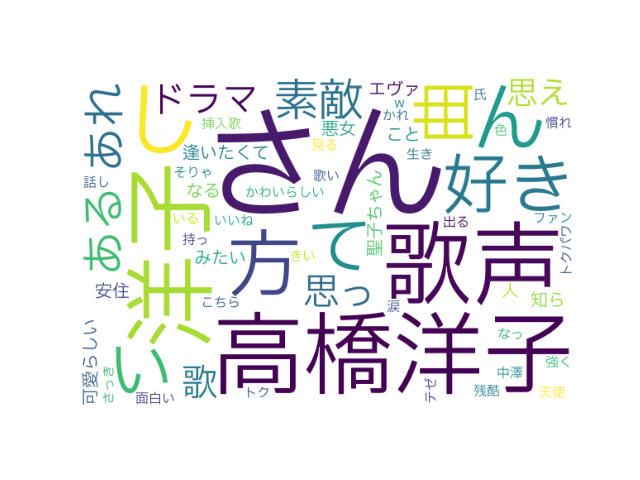 エヴァ
ドラマ
素敵
曲
ん
思え
w
氏
かれ
慣れ
色
あれ
し
さん
挿入歌
悪女
こと
見る
逢いたくて
生き
そりゃ
話し
なる
かわいらしい
歌い
好き
ある
洋子
いる
いいね
聖子ちゃん
出る
ファン
持っ
方
て
歌声
トクパワー
みたい
きい
人
安住
い
こちら
思っ
涙
知ら
高橋洋子
可愛らしい
なっ
強く
さっき
歌
中澤
面白い
トク
テゼ
残酷
天使